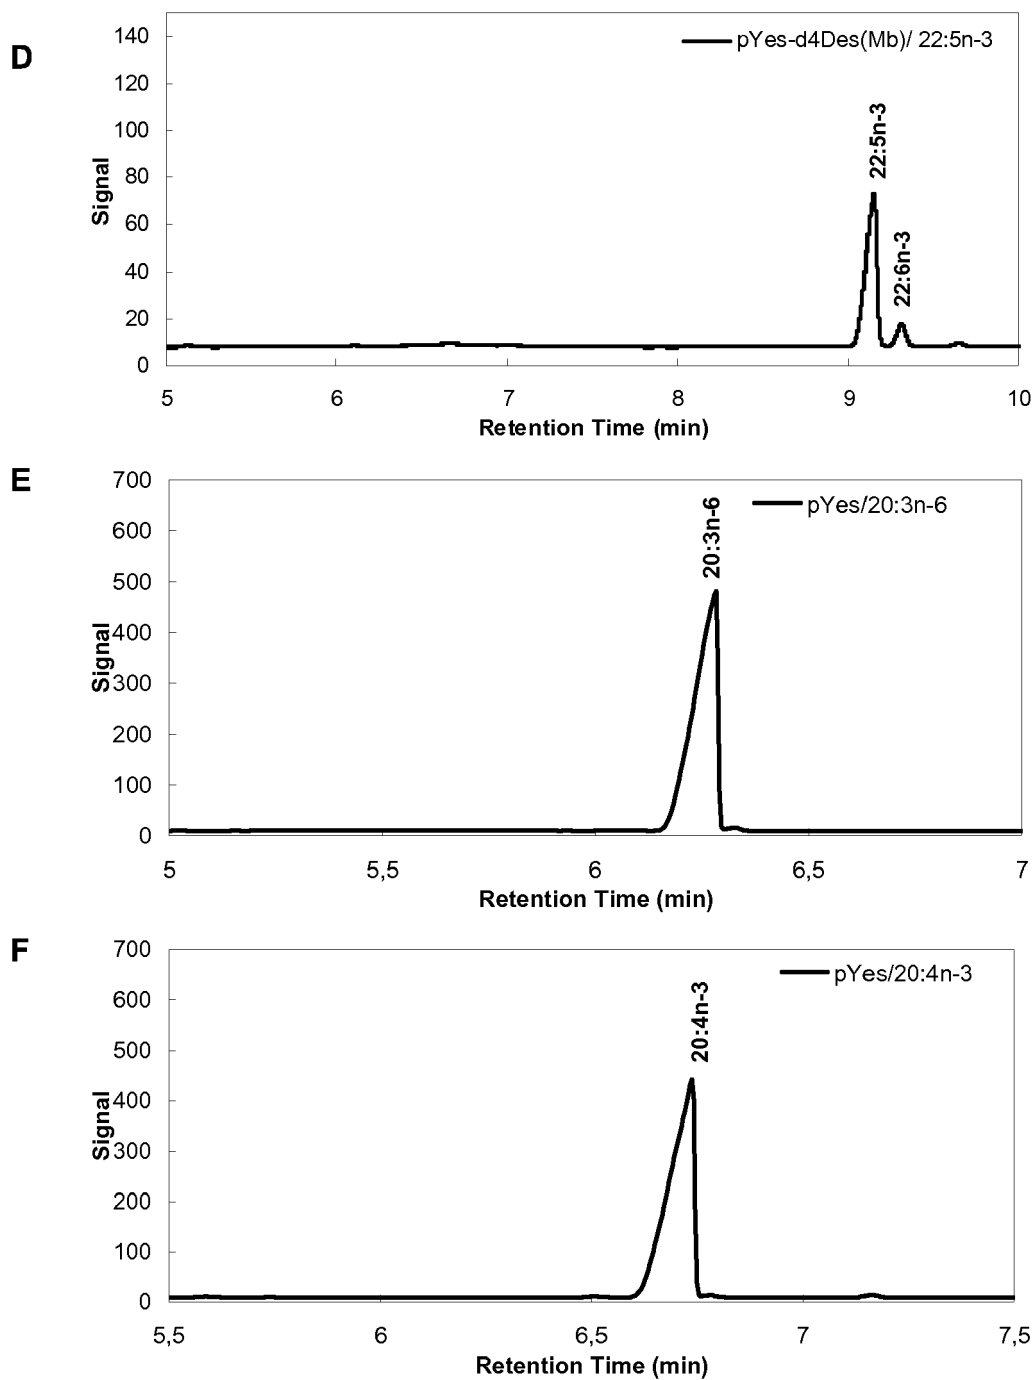 D
pYes-d4Des(Mb)/ 22:5n-3
140
120
100
80
60
40
20
0
Signal
22:5n-3
22:6n-3
5 6 7 8 9 10
Retention Time (min)
E
pYes/20:3n-6
700
600
500
400
300
200
100
0
Signal
20:3n-6
5 5,5 6 6,5 7
Retention Time (min)
F
pYes/20:4n-3
700
600
500
400
300
200
100
0
Signal
20:4n-3
5,5 6 6,5 7 7,5
Retention Time (min)